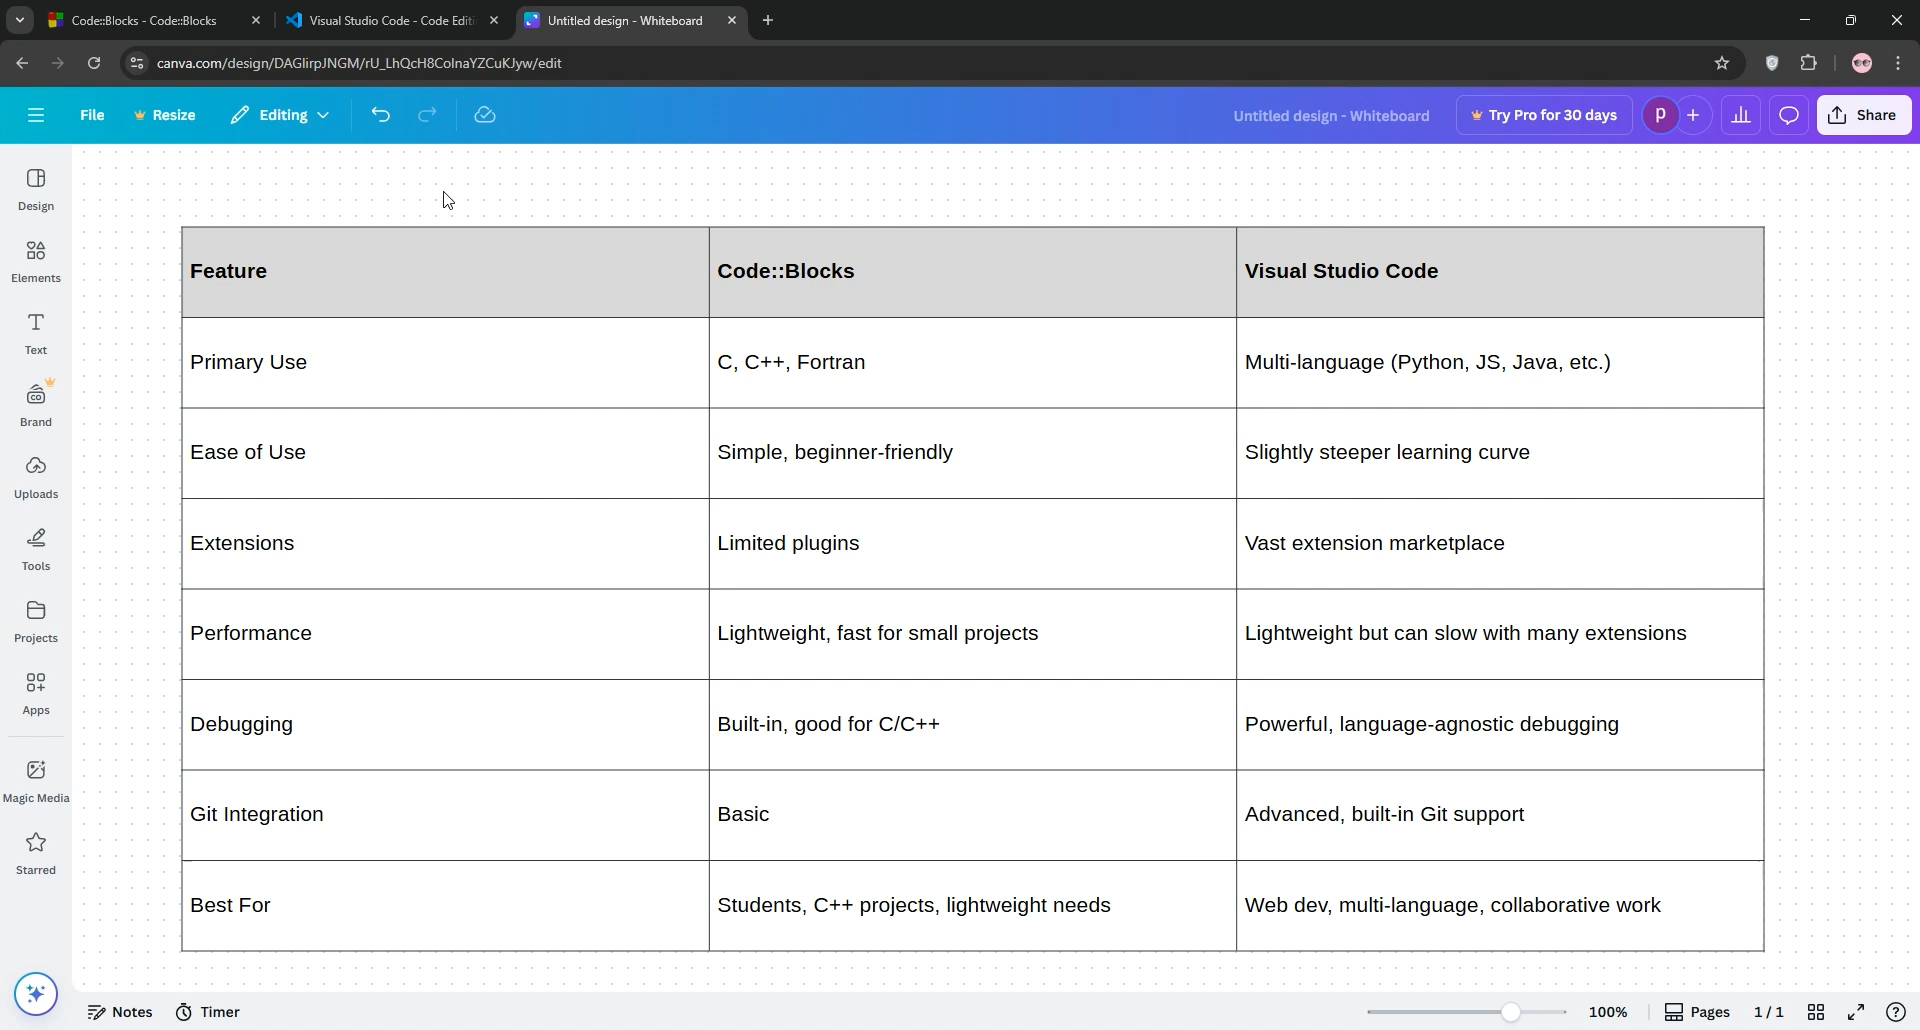 Code::Blocks - Code::Blocks
Visual Studio Code - Code Editi
Untitled design - Whiteboard
canva.com/design/DAGlirpJNGM/rU_LhQcH8ColnaYZCuKJyw/edit
File
Resize
Editing
Untitled design - Whiteboard
Try Pro for 30 days
P
Share
Design
Elements
Text
Brand
Uploads
Tools
Projects
Apps
Magic Media
Starred
Feature Code::Blocks Visual Studio Code
Primary Use C, C++, Fortran Multi-language (Python, JS, Java, etc.)
Ease of Use Simple, beginner-friendly Slightly steeper learning curve
Extensions Limited plugins Vast extension marketplace
Performance Lightweight, fast for small projects Lightweight but can slow with many extensions
Debugging Built-in, good for C/C++ Powerful, language-agnostic debugging
Git Integration Basic Advanced, built-in Git support
Best For Students, C++ projects, lightweight needs Web dev, multi-language, collaborative work
Notes
Timer
100%
Pages
1 / 1